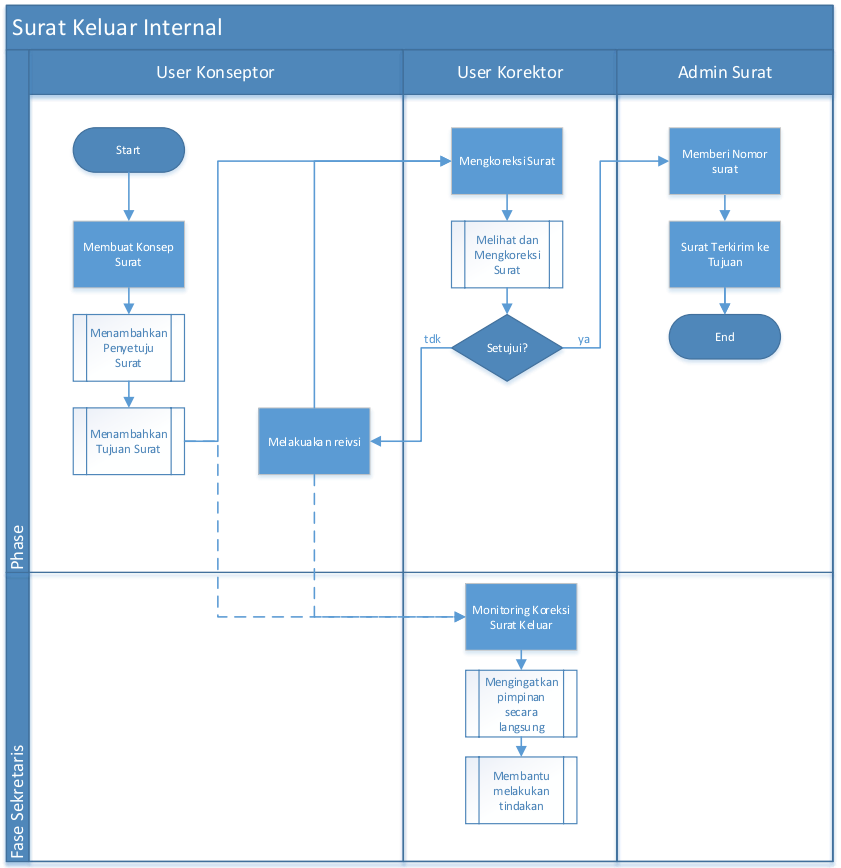 Surat Keluar Internal
User Konseptor
User Korektor
Admin Surat
Phase
Start
Membuat Konsep
Surat
Menambahkan
Penyetuju
Surat
Menambahkan
Tujuan Surat
Melakuakan reivsi
Mengkoreksi Surat
Melihat dan
Mengkoreksi
Surat
Setujui?
tdk
ya
Memberi Nomor
surat
Surat Terkirim ke
Tujuan
End
Fase Sekretaris
Monitoring Koreksi
Surat Keluar
Mengingatkan
pimpinan
secara
langsung
Membantu
melakukan
tindakan